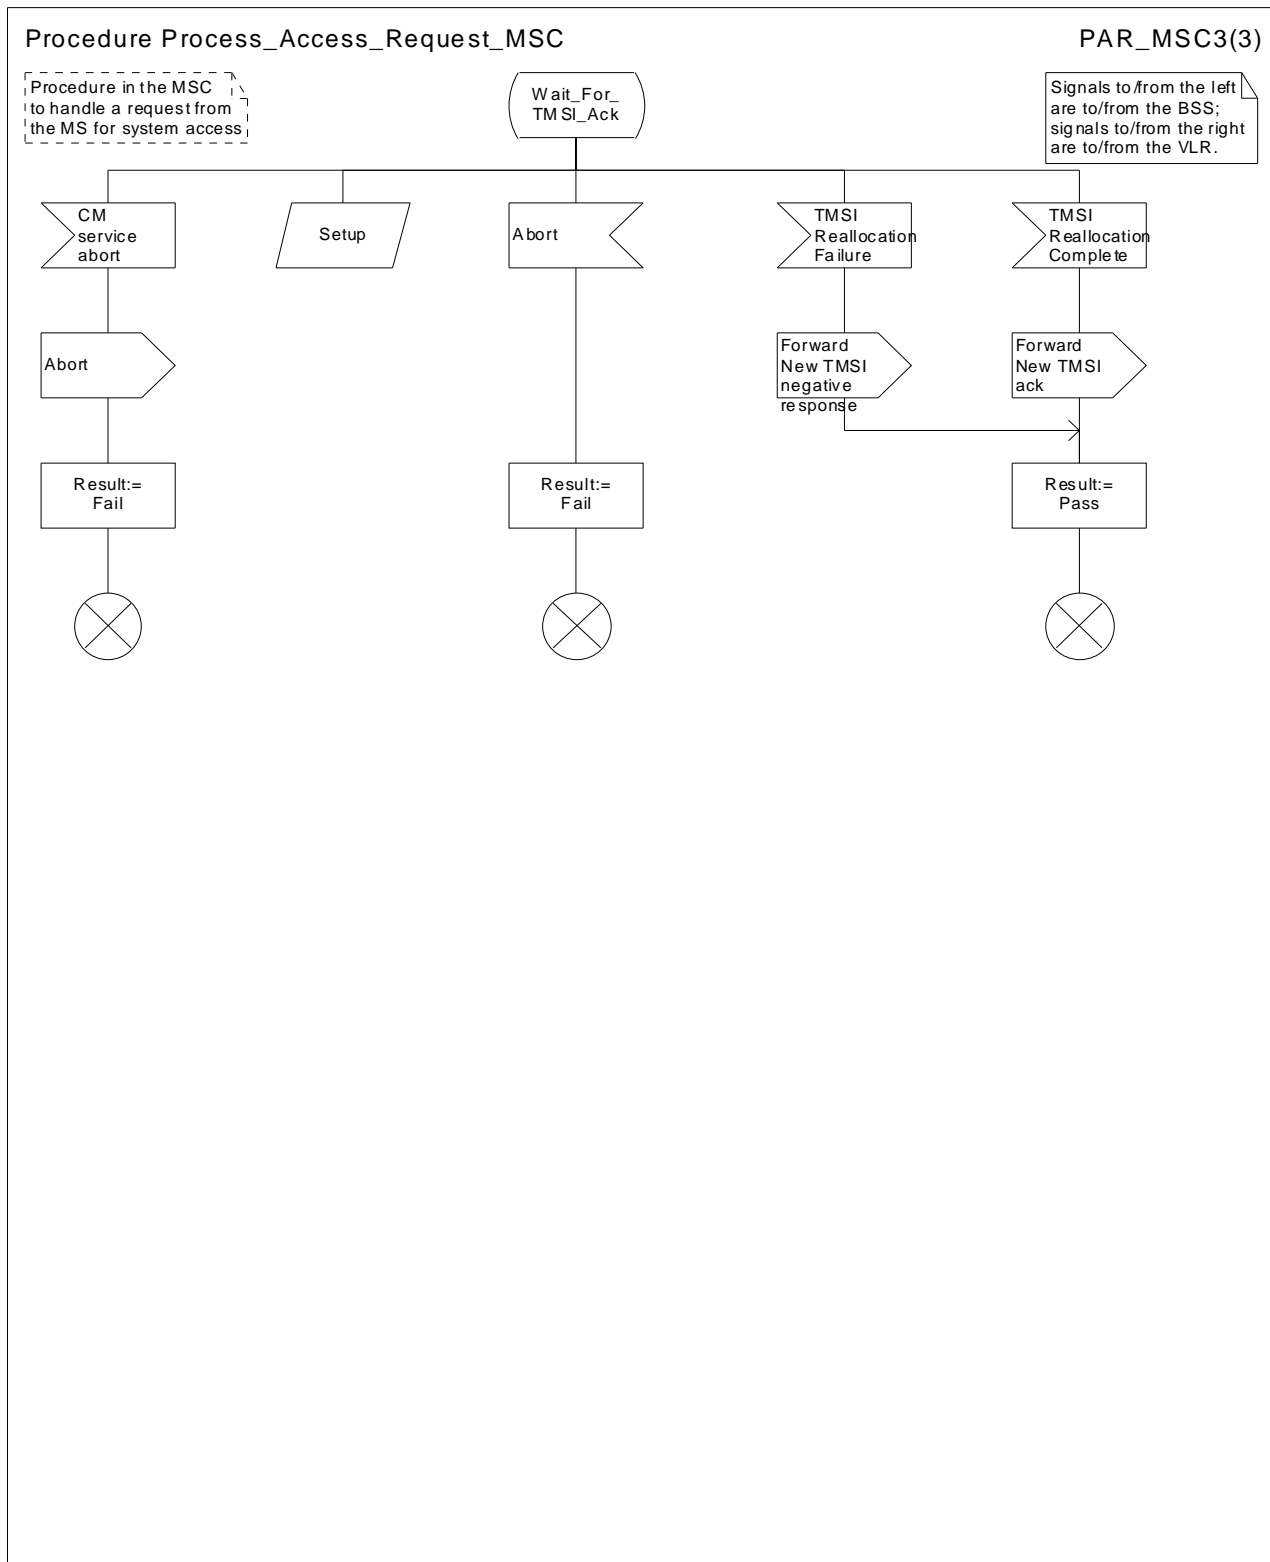 Procedure Process_Access_Request_MSC
PAR_MSC3(3)
Procedure in the MSC
to handle a request from
the MS for system access
Wait_For_
TMSI_Ack
Signals to/from the left
are to/from the BSS;
signals to/from the right
are to/from the VLR.
CM
service
abort
Setup
Abort
TMSI
Reallocation
Failure
TMSI
Reallocation
Complete
Abort
Forward
New TMSI
negative
response
Forward
New TMSI
ack
Result:=
Fail
Result:=
Fail
Result:=
Pass